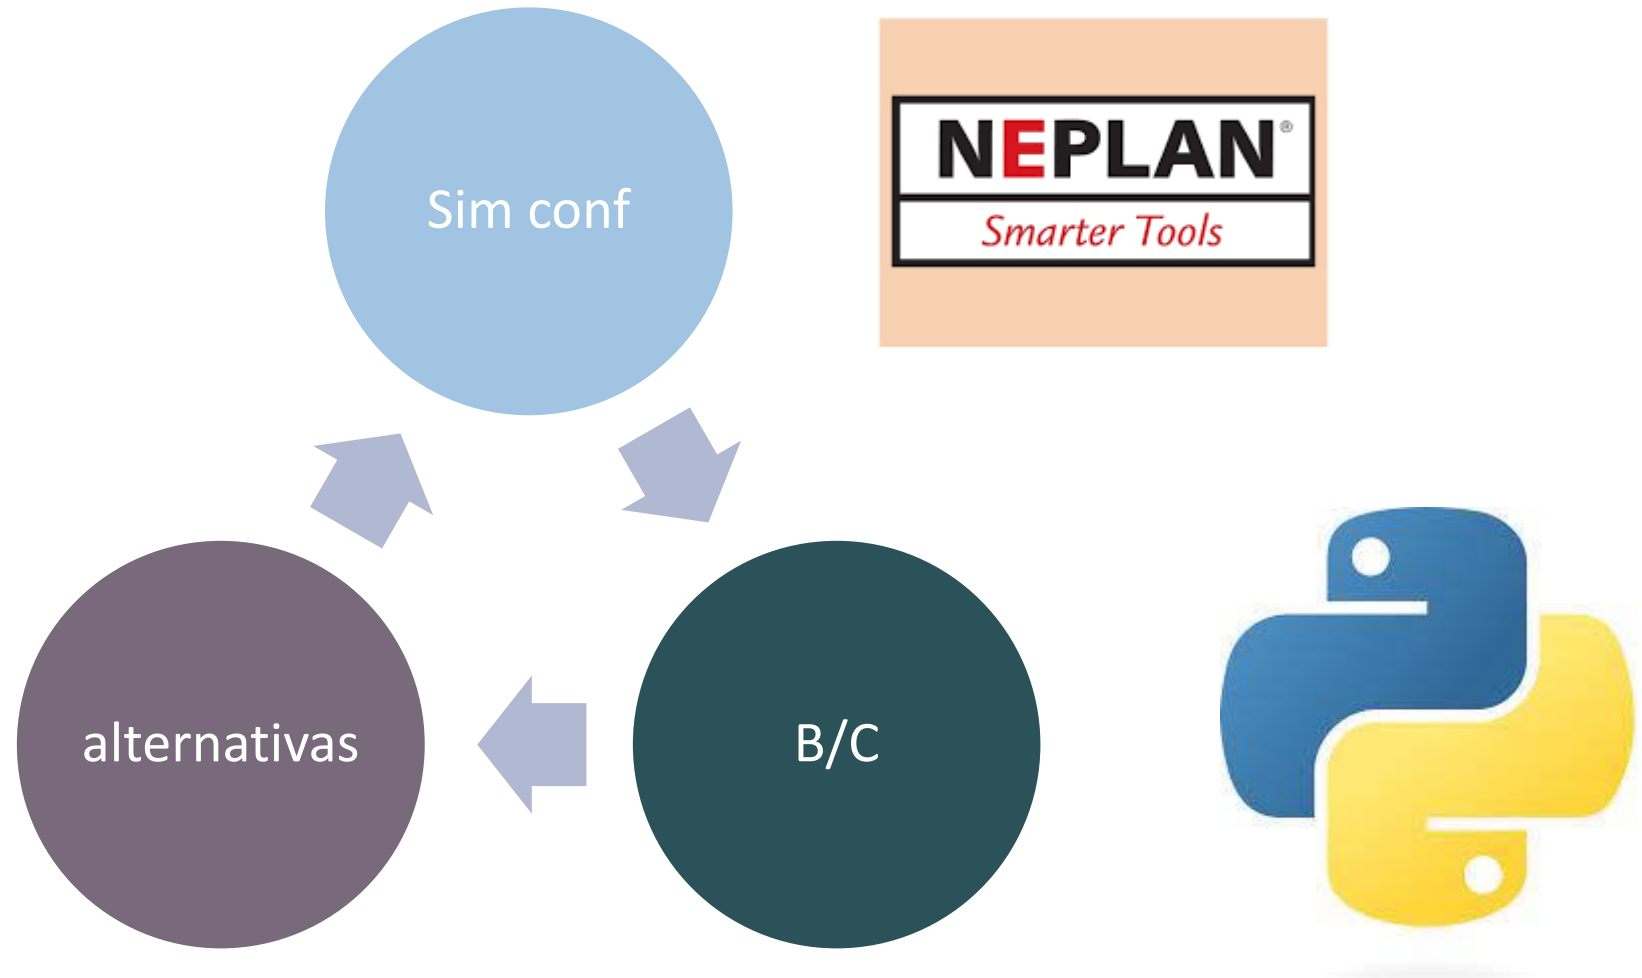 Sim conf
NEPLAN®
Smarter Tools
alternativas
B/C